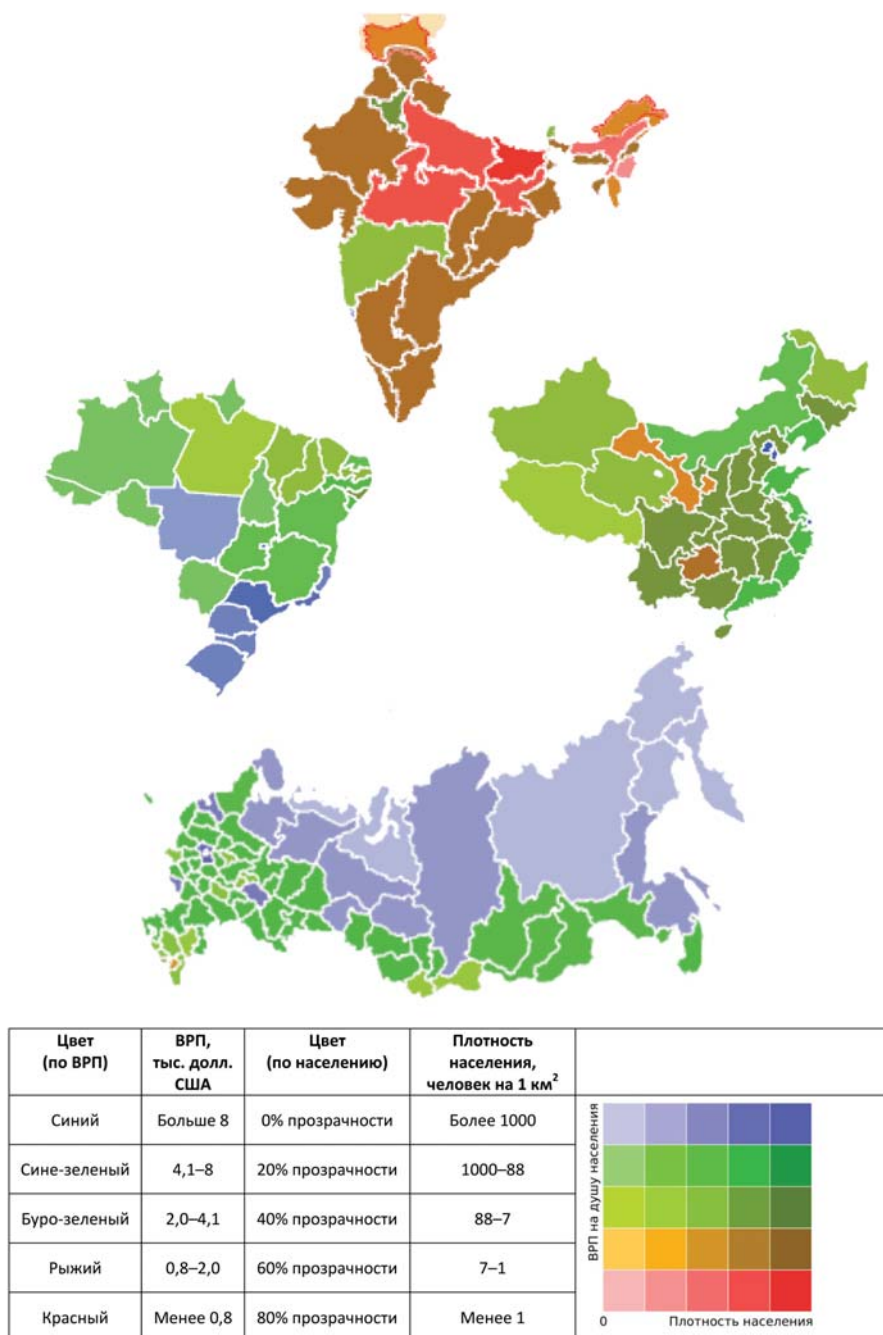 Цвет
(по ВРП)
ВРП,
тыс. долл.
США
Цвет
(по населению)
Плотность
населения,
человек на 1 км²
Синий
Больше 8
0% прозрачности
Более 1000
Сине-зеленый
4,1–8
20% прозрачности
1000–88
Буро-зеленый
2,0–4,1
40% прозрачности
88–7
Рыжий
0,8–2,0
60% прозрачности
7–1
Красный
Менее 0,8
80% прозрачности
Менее 1
ВРП на душу населения
0 Плотность населения